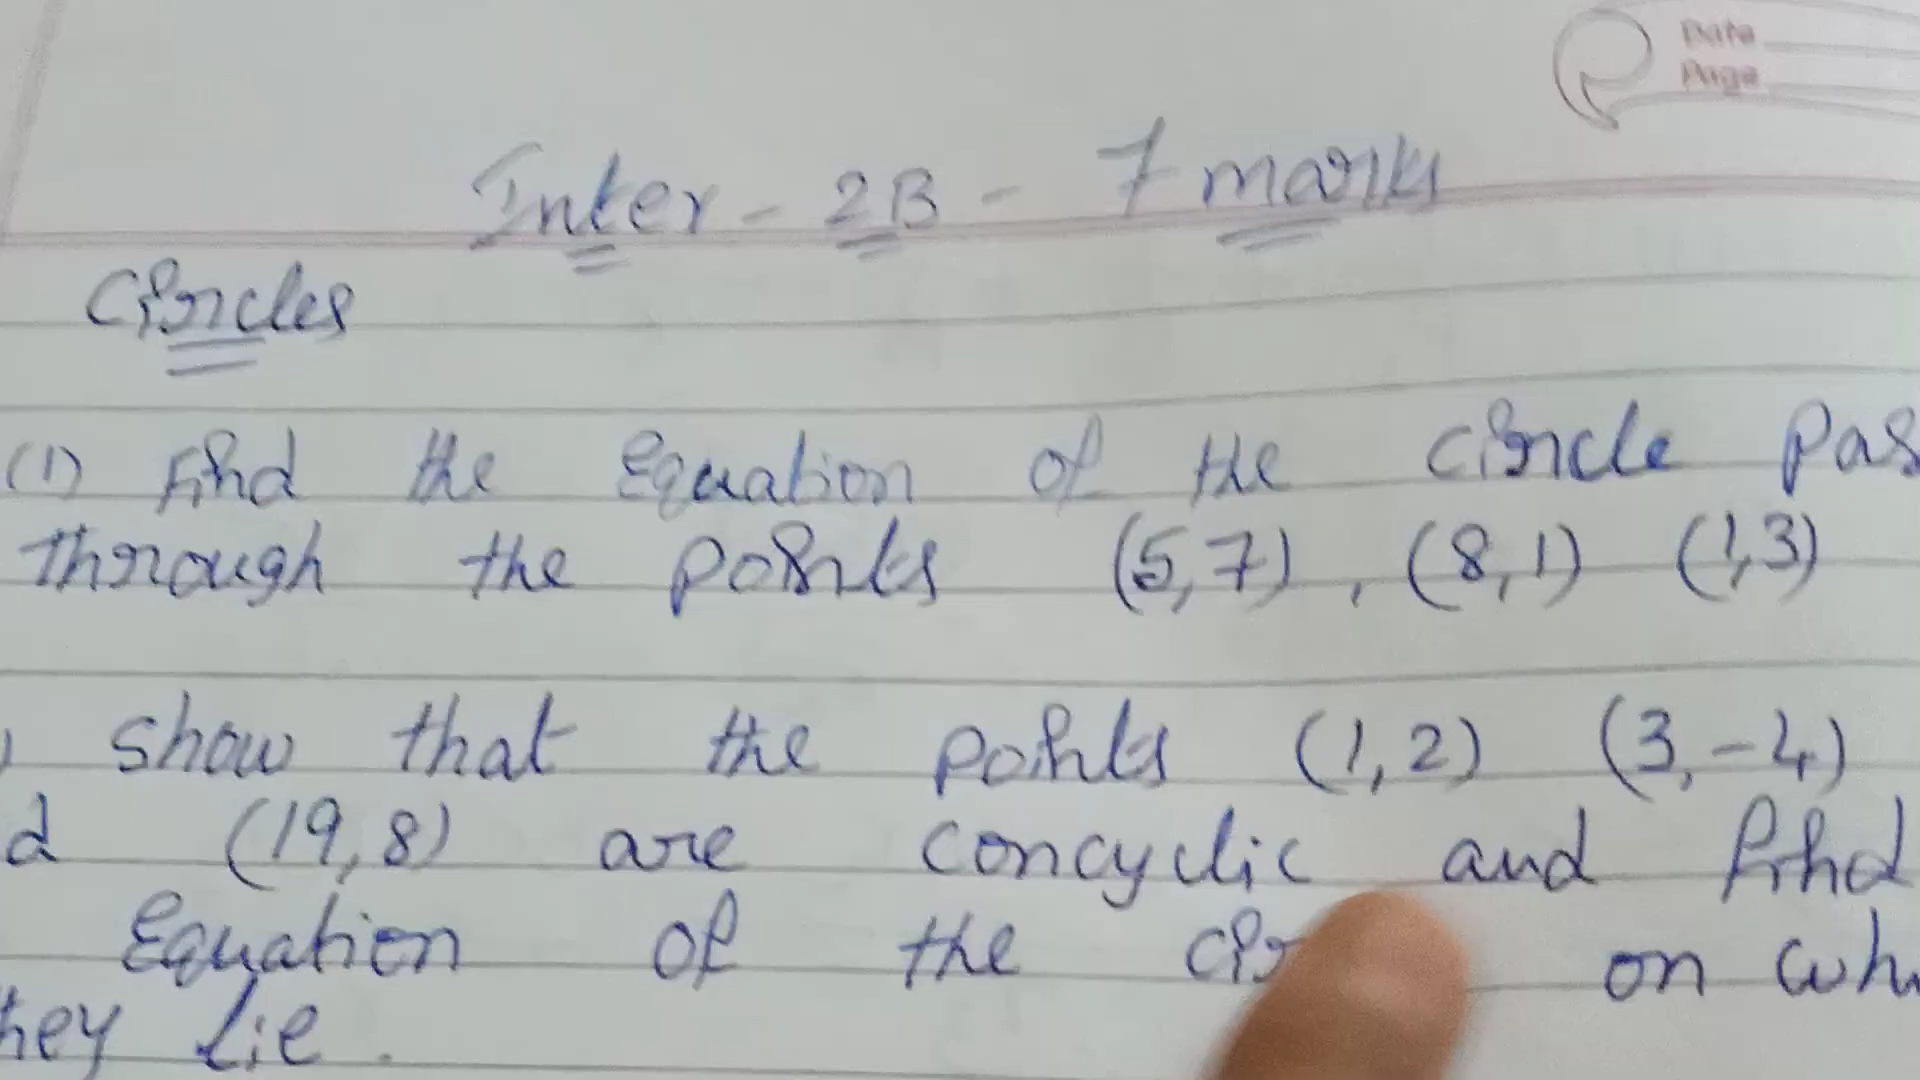 Date
Page
Inter - 2B - 7 marks
Circles
(1) Find the Equation of the Circle Pas
through the points (5,7), (8,1) (1,3)
) show that the points (1,2) (3,-4)
d (19,8) are concyclic and find
Equation of the on
hey Lie.